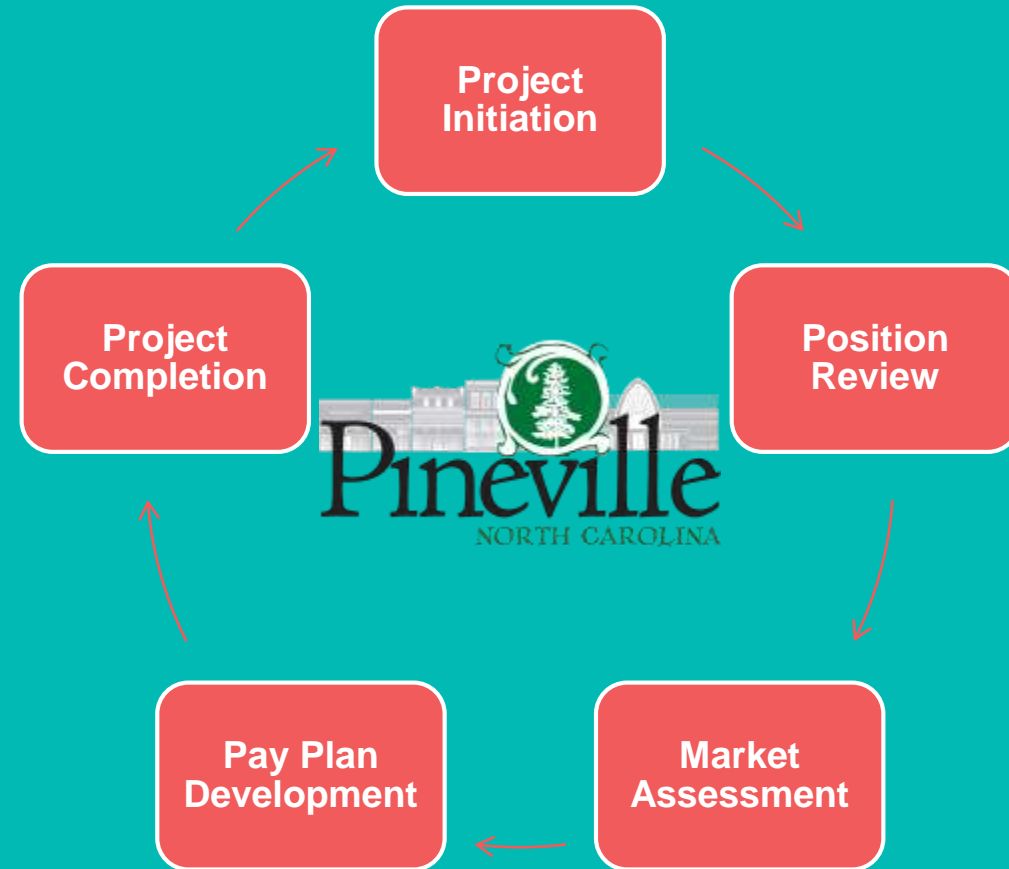 Project
Initiation
Position
Review
Market
Assessment
Pay Plan
Development
Project
Completion
Pineville
NORTH CAROLINA